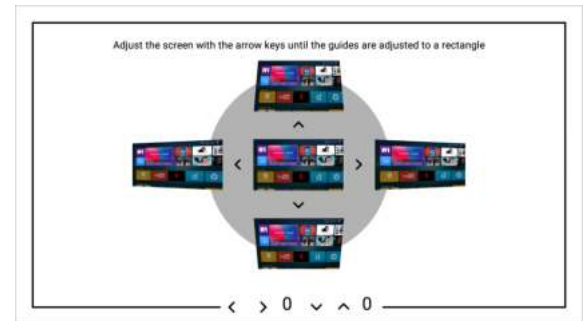 Adjust the screen with the arrow keys until the guides are adjusted to a rectangle
0 0